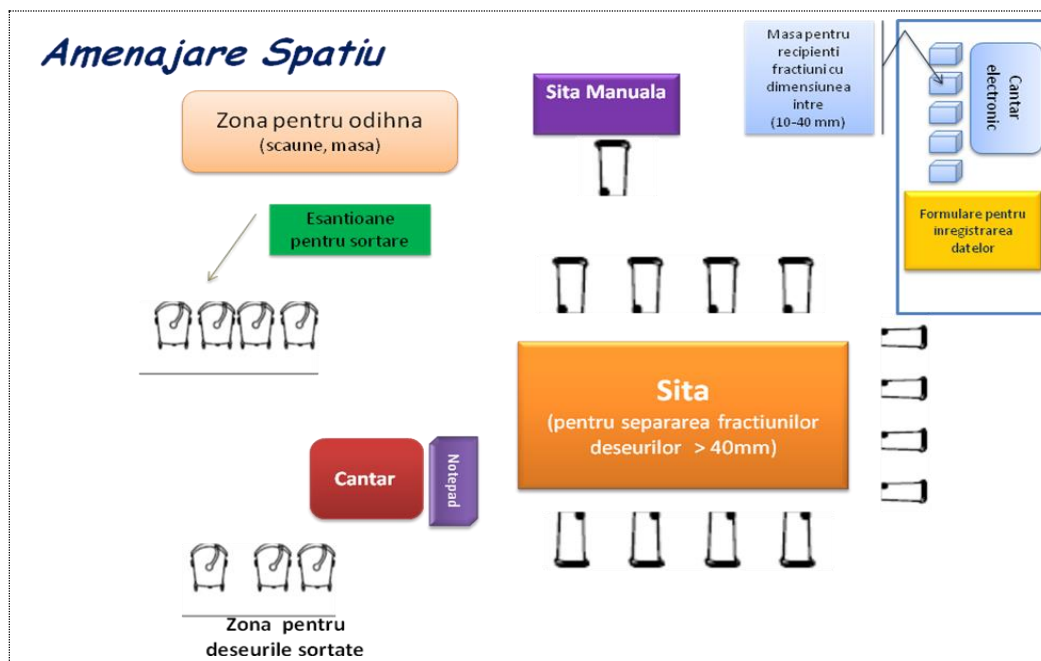 Amenajare Spatiu
Zona pentru odihna
(scaune, masa)
Esantioane
pentru sortare
Sita Manuala
Masa pentru
recipienti
fractiuni cu
dimensiunea
intre
(10-40 mm)
Cantar
electronic
Formulare pentru
inregistrarea
datelor
Sita
(pentru separarea fractiunilor
deseurilor > 40mm)
Cantar
Notepad
Zona pentru
deseurile sortate